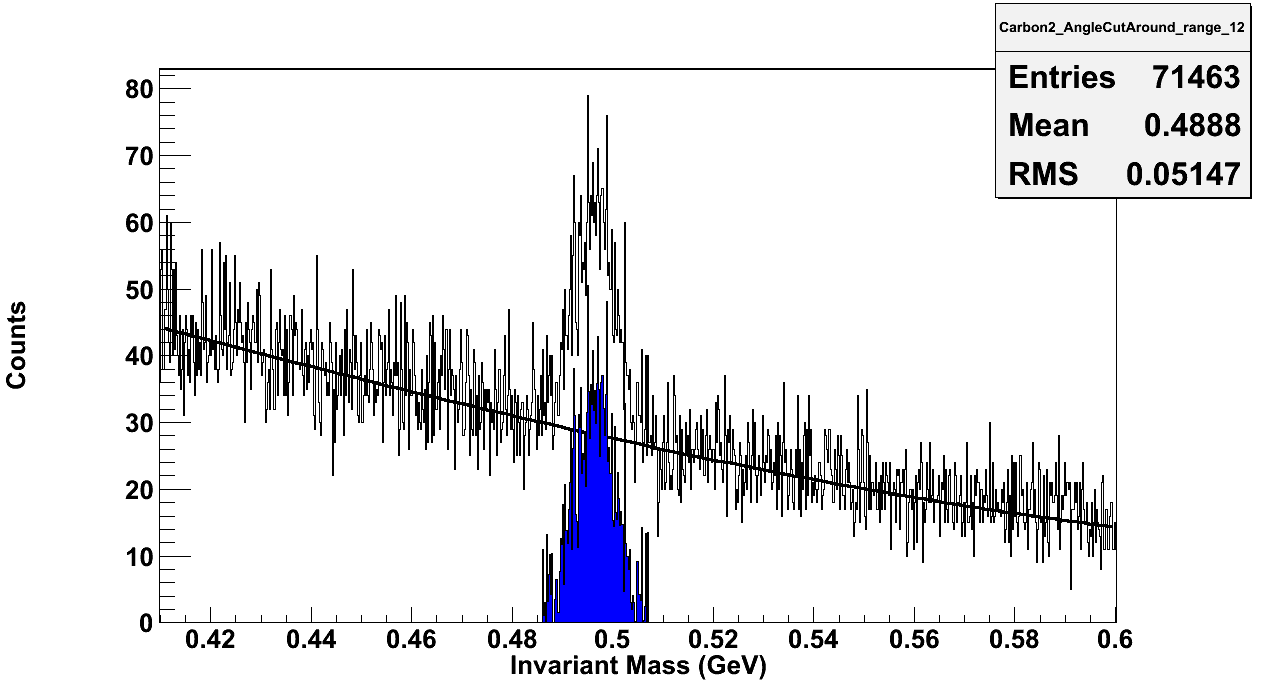 Carbon2_AngleCutAround_range_12
Entries 71463
Mean 0.4888
RMS 0.05147
Counts
80
70
60
50
40
30
20
10
0
0.42 0.44 0.46 0.48 0.5 0.52 0.54 0.56 0.58 0.6
Invariant Mass (GeV)